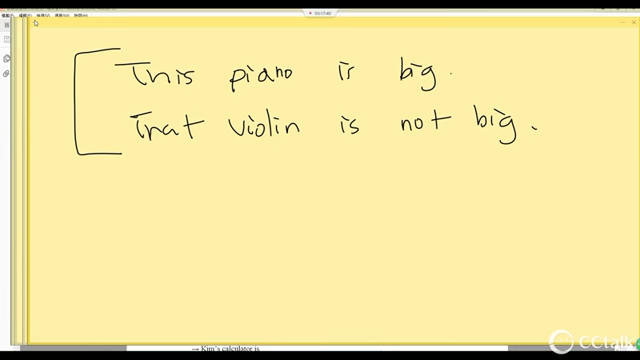 This piano is big.
That violin is not big.
→ Kim's calculator is
CCtalk